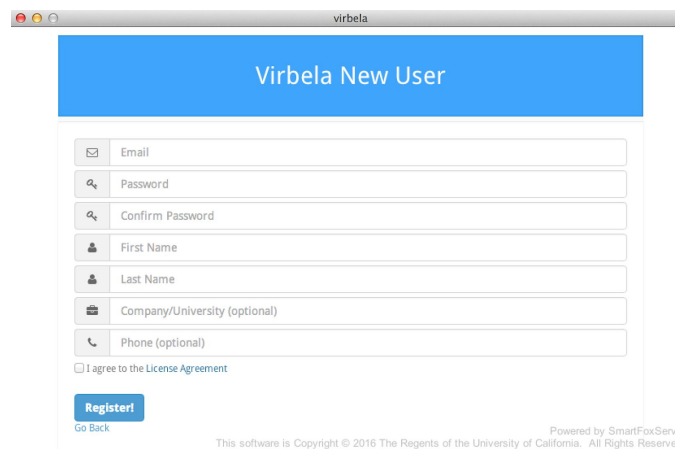 virbela
Virbela New User
Email
Password
Confirm Password
First Name
Last Name
Company/University (optional)
Phone (optional)
I agree to the License Agreement
Register!
Go Back
Powered by SmartFoxServ
This software is Copyright © 2016 The Regents of the University of California. All Rights Reserve